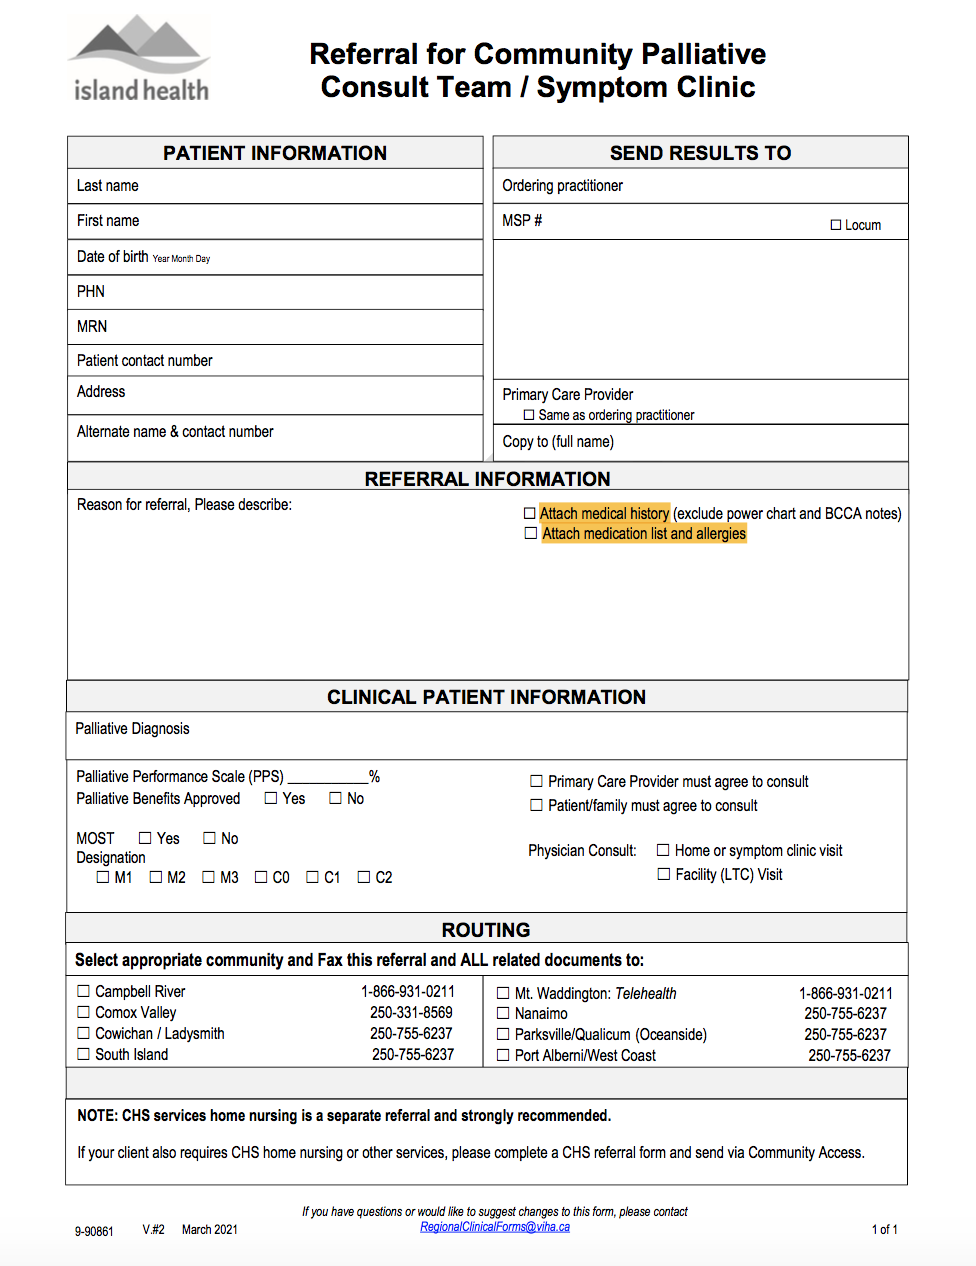 island health
Referral for Community Palliative
Consult Team / Symptom Clinic
PATIENT INFORMATION
Last name
First name
Date of birth Year Month Day
PHN
MRN
Patient contact number
Address
Alternate name & contact number
SEND RESULTS TO
Ordering practitioner
MSP #
☐ Locum
Primary Care Provider
☐ Same as ordering practitioner
Copy to (full name)
REFERRAL INFORMATION
Reason for referral, Please describe:
☐ Attach medical history (exclude power chart and BCCA notes)
☐ Attach medication list and allergies
CLINICAL PATIENT INFORMATION
Palliative Diagnosis
Palliative Performance Scale (PPS) __________%
Palliative Benefits Approved ☐ Yes ☐ No
MOST ☐ Yes ☐ No
Designation
☐ M1 ☐ M2 ☐ M3 ☐ C0 ☐ C1 ☐ C2
☐ Primary Care Provider must agree to consult
☐ Patient/family must agree to consult
Physician Consult: ☐ Home or symptom clinic visit
☐ Facility (LTC) Visit
ROUTING
Select appropriate community and Fax this referral and ALL related documents to:
☐ Campbell River 1-866-931-0211
☐ Comox Valley 250-331-8569
☐ Cowichan / Ladysmith 250-755-6237
☐ South Island 250-755-6237
☐ Mt. Waddington: Telehealth 1-866-931-0211
☐ Nanaimo 250-755-6237
☐ Parksville/Qualicum (Oceanside) 250-755-6237
☐ Port Alberni/West Coast 250-755-6237
NOTE: CHS services home nursing is a separate referral and strongly recommended.
If your client also requires CHS home nursing or other services, please complete a CHS referral form and send via Community Access.
If you have questions or would like to suggest changes to this form, please contact
RegionalClinicalForms@viha.ca
9-90861 V.#2 March 2021
1 of 1